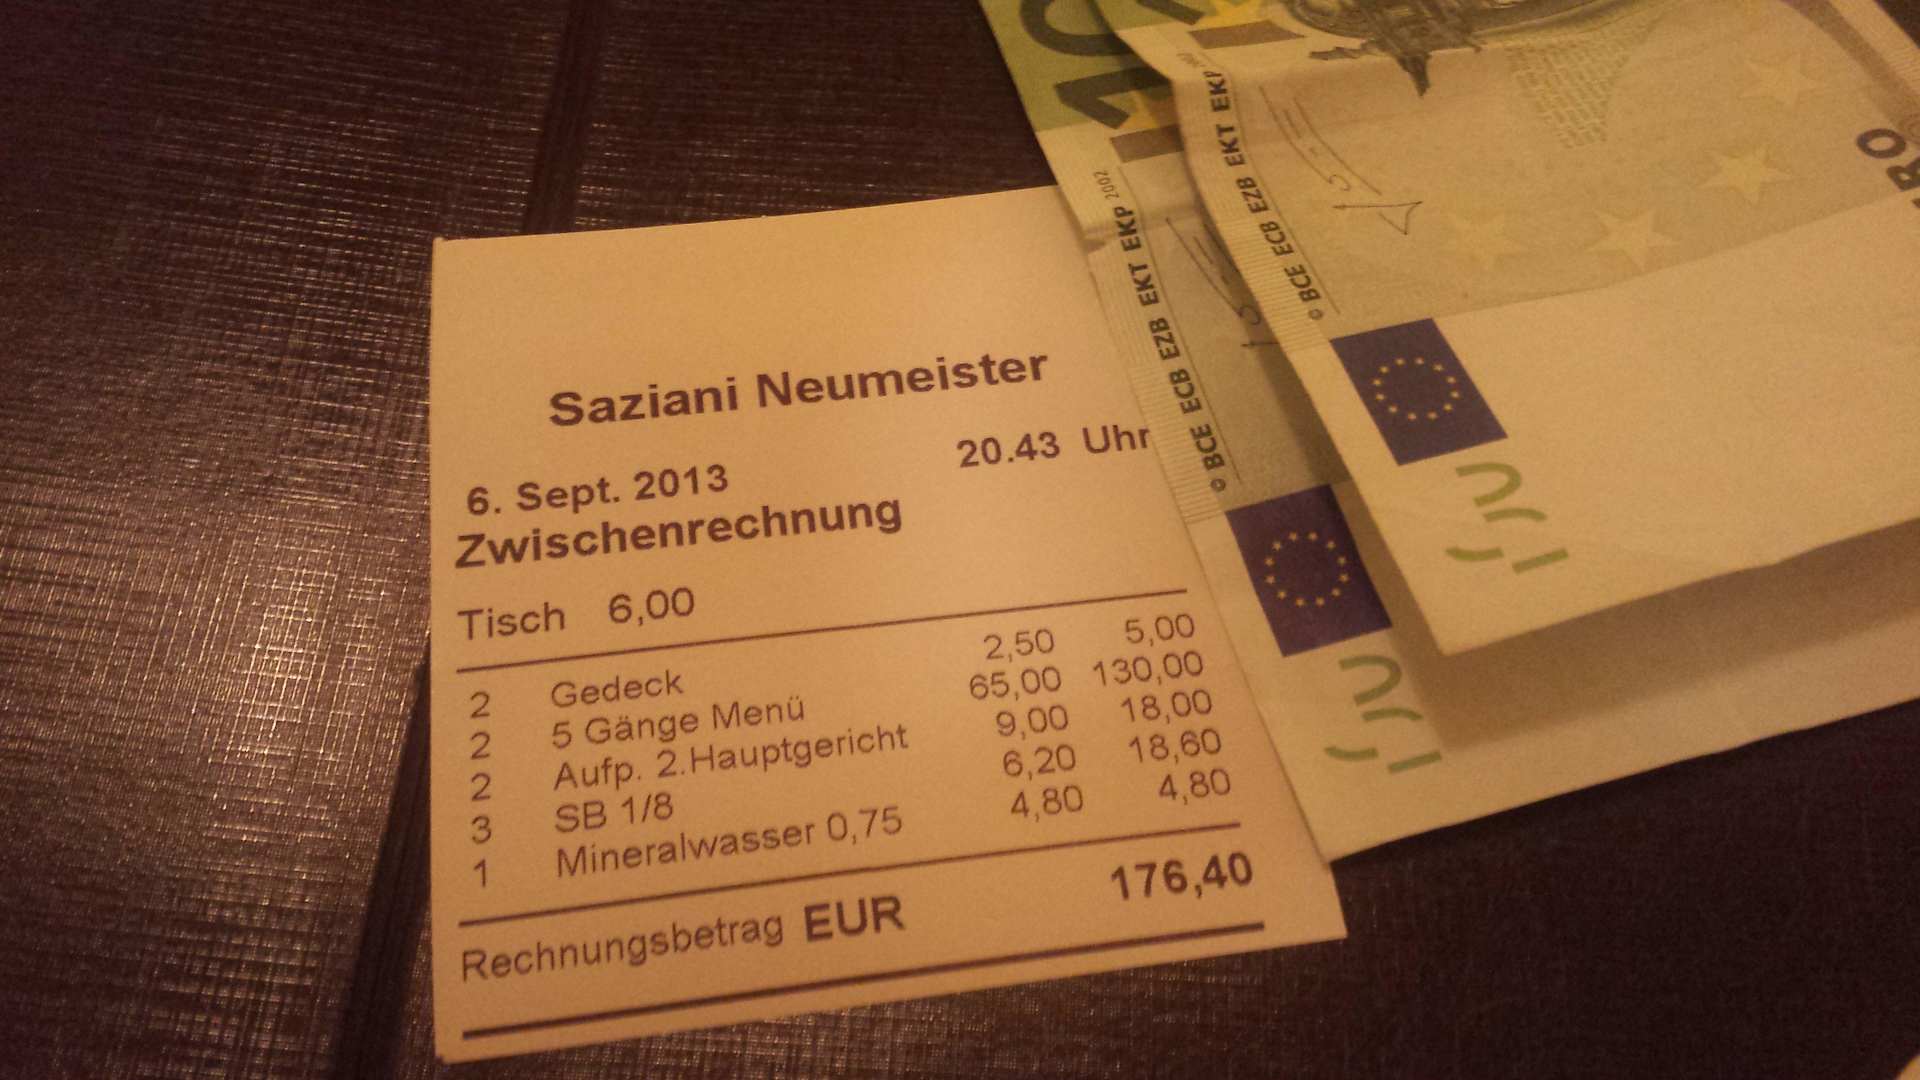 Saziani Neumeister
6. Sept. 2013 20.43 Uhr
Zwischenrechnung
Tisch 6,00
2 Gedeck 2,50 5,00
2 5 Gänge Menü 65,00 130,00
2 Aufp. 2.Hauptgericht 9,00 18,00
3 SB 1/8 6,20 18,60
1 Mineralwasser 0,75 4,80 4,80
Rechnungsbetrag EUR 176,40
© BCE ECB EZB EKT EKP 2002
© BCE ECB EZB EKT EKP